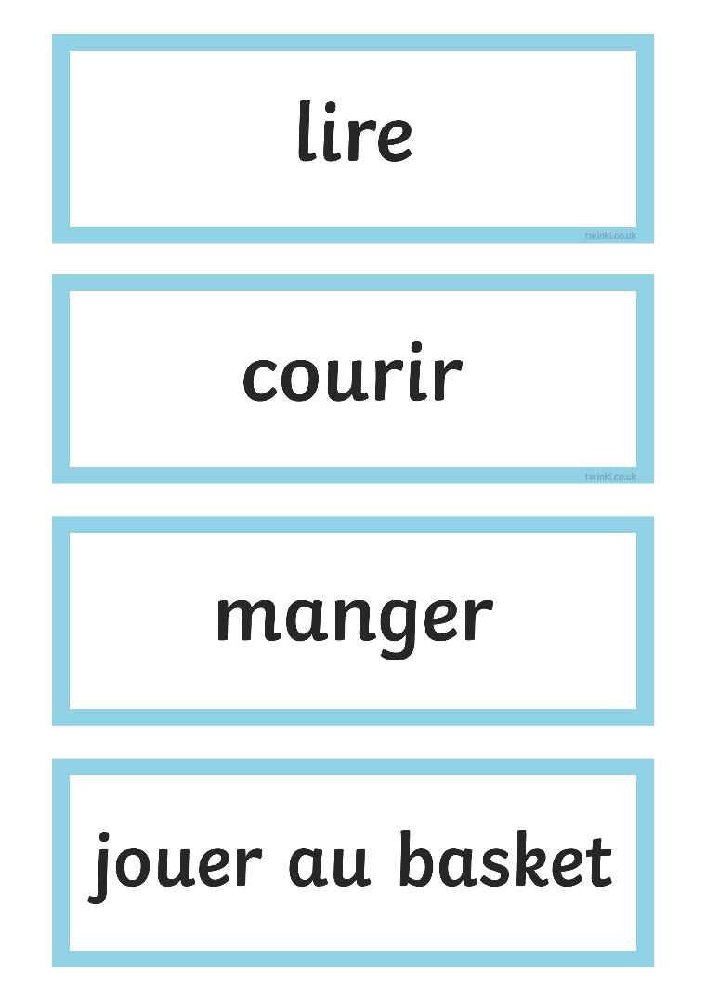 lire
twinkl.co.uk
courir
twinkl.co.uk
manger
jouer au basket